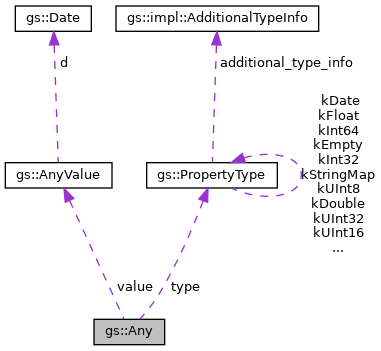 gs::Date
gs::impl::AdditionalTypeInfo
d
additional_type_info
kDate
kFloat
kInt64
kEmpty
kInt32
kStringMap
kUInt8
kDouble
kUInt32
kUInt16
...
gs::AnyValue
gs::PropertyType
value
type
gs::Any